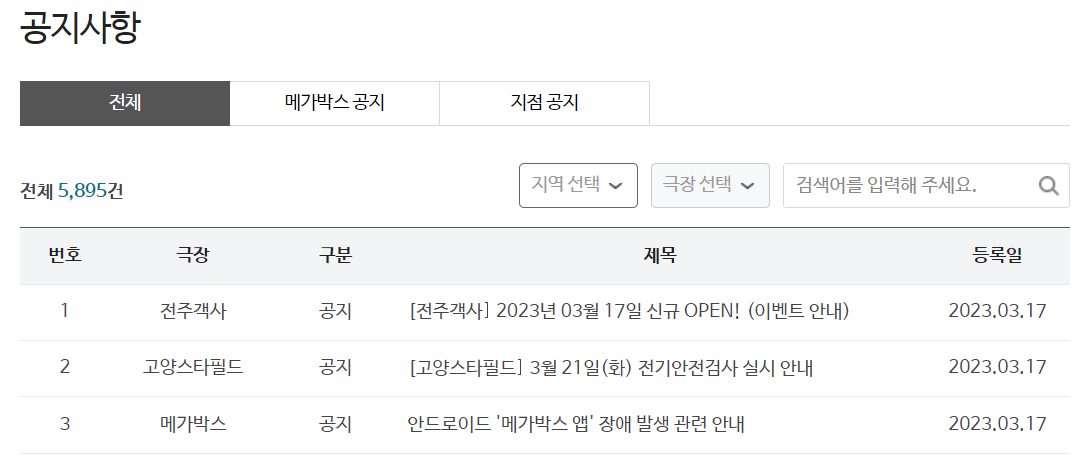 공지사항
전체 메가박스 공지 지점 공지
전체 5,895건 지역 선택 극장 선택 검색어를 입력해 주세요.
번호 극장 구분 제목 등록일
1 전주객사 공지 [전주객사] 2023년 03월 17일 신규 OPEN! (이벤트 안내) 2023.03.17
2 고양스타필드 공지 [고양스타필드] 3월 21일(화) 전기안전검사 실시 안내 2023.03.17
3 메가박스 공지 안드로이드 '메가박스 앱' 장애 발생 관련 안내 2023.03.17